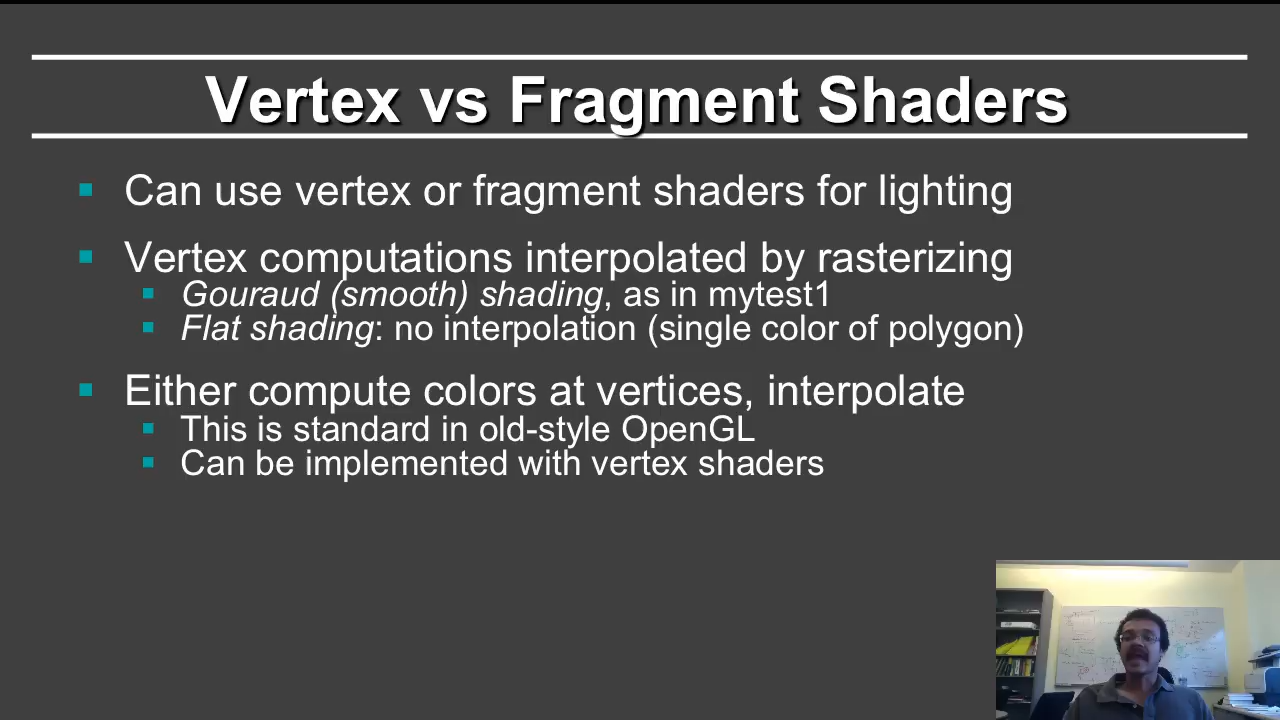 Vertex vs Fragment Shaders
Can use vertex or fragment shaders for lighting
Vertex computations interpolated by rasterizing
Gouraud (smooth) shading, as in mytest1
Flat shading: no interpolation (single color of polygon)
Either compute colors at vertices, interpolate
This is standard in old-style OpenGL
Can be implemented with vertex shaders